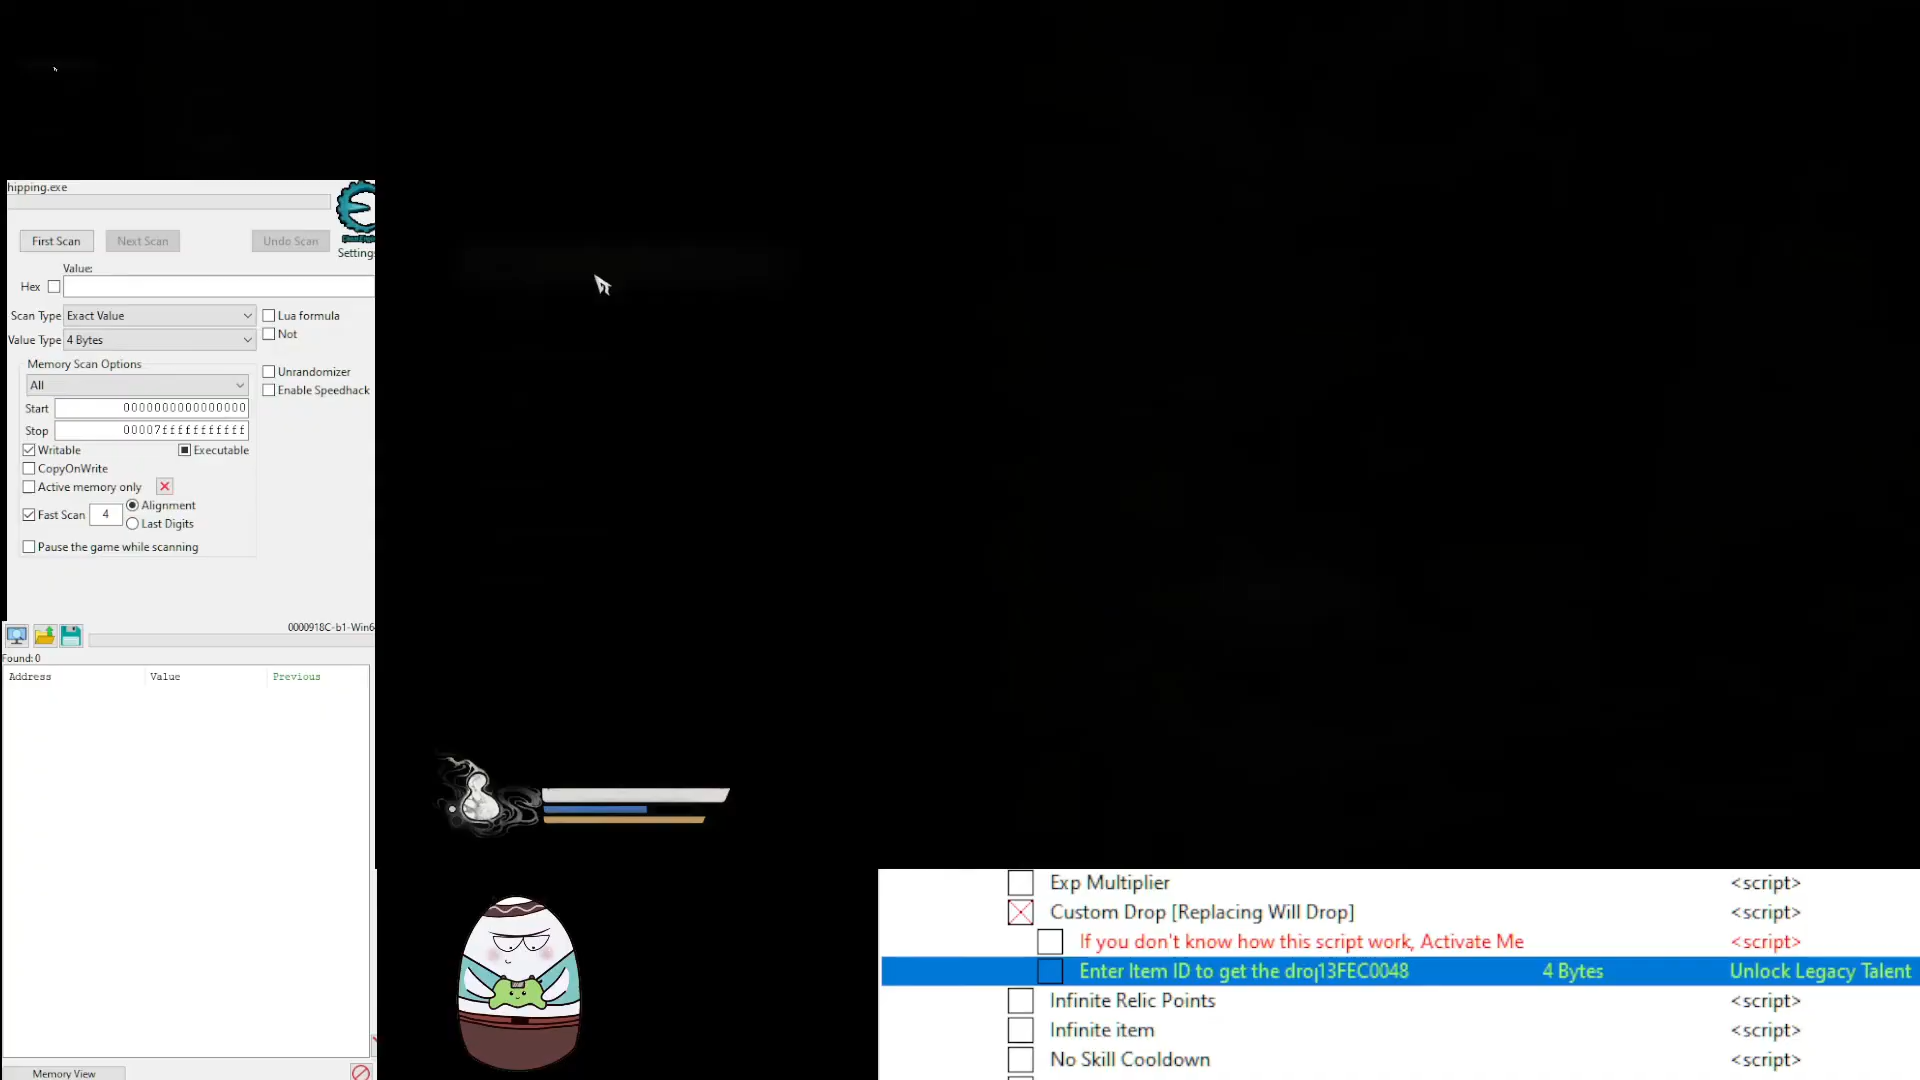 hipping.exe
First Scan
Next Scan
Undo Scan
Settings
Value:
Hex
Scan Type
Exact Value
Lua formula
Not
Value Type
4 Bytes
Memory Scan Options
All
Unrandomizer
Enable Speedhack
Start
0000000000000000
Stop
00007fffffffffff
Writable
Executable
CopyOnWrite
Active memory only
Fast Scan
4
Alignment
Last Digits
Pause the game while scanning
0000918C-b1-Win6
Found: 0
Address
Value
Previous
Memory View
Exp Multiplier
<script>
Custom Drop [Replacing Will Drop]
<script>
If you don't know how this script work, Activate Me
<script>
Enter Item ID to get the drop13FEC0048
4 Bytes
Unlock Legacy Talent
Infinite Relic Points
<script>
Infinite item
<script>
No Skill Cooldown
<script>